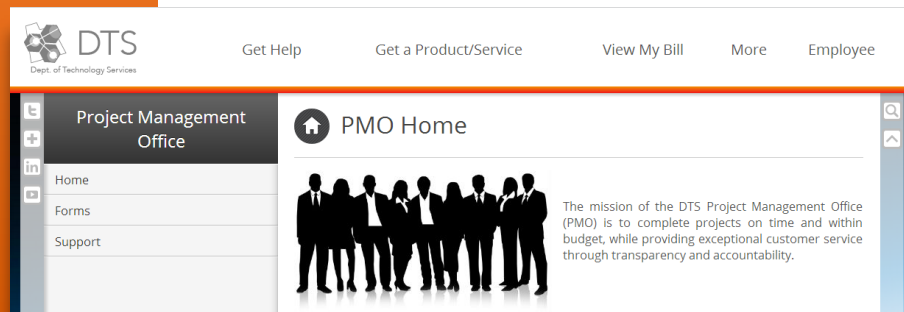 DTS
Dept. of Technology Services
Get Help
Get a Product/Service
View My Bill
More
Employee
Project Management
Office
Home
Forms
Support
PMO Home
The mission of the DTS Project Management Office
(PMO) is to complete projects on time and within
budget, while providing exceptional customer service
through transparency and accountability.